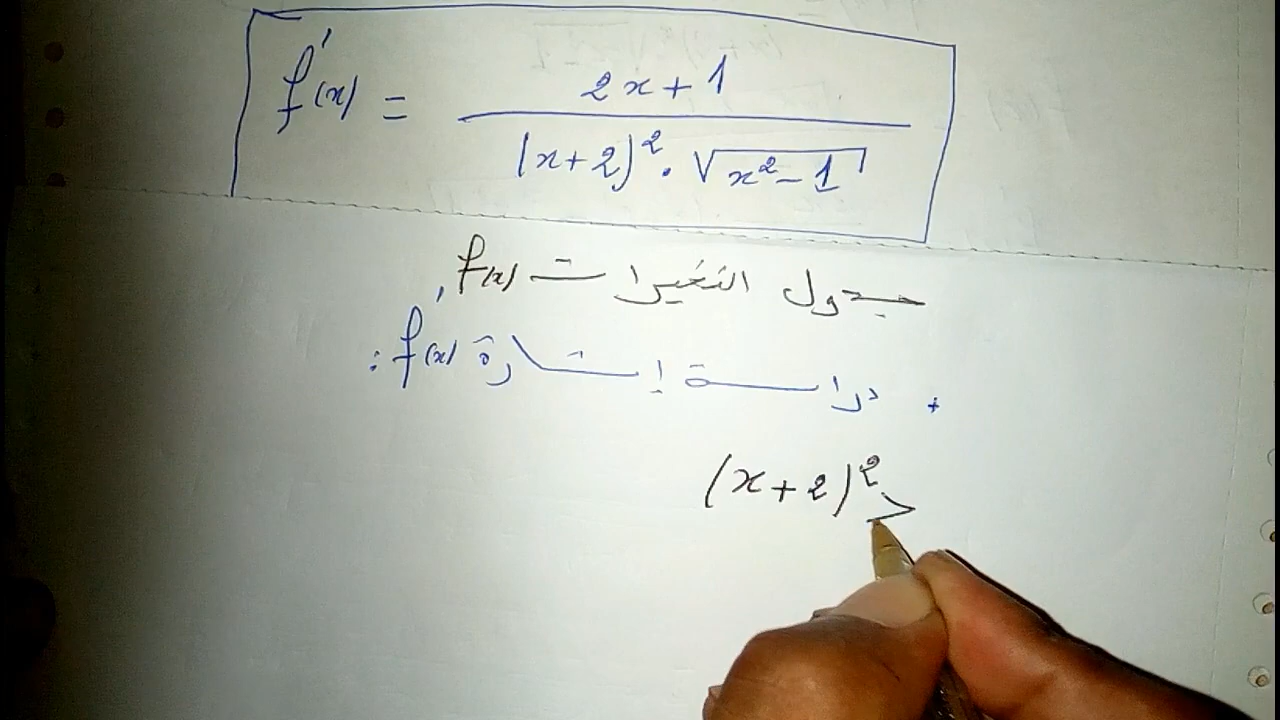 f'(x) = (2x + 1) / ((x+2)² · √(x² - 1))
جدول التغيرات f(x)
+ دراسة إشارة f'(x) :
(x+2)² >